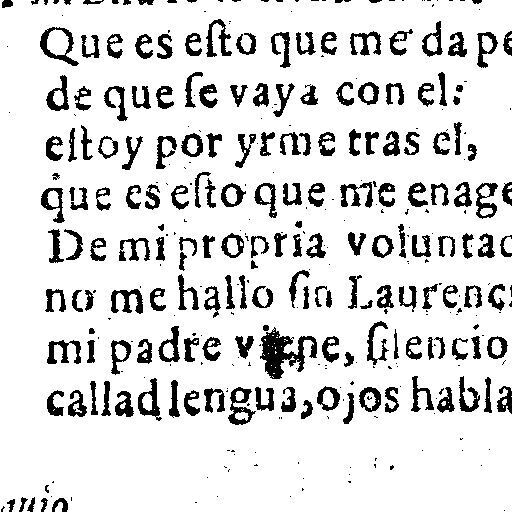 Que es eſto que me da pe
de que ſe vaya con el:
eſtoy por yrme tras el,
que es eſto que me enage
De mi propria voluntad
no me hallo ſin Laurenc
mi padre viene, ſilencio
callad lengua, ojos habla